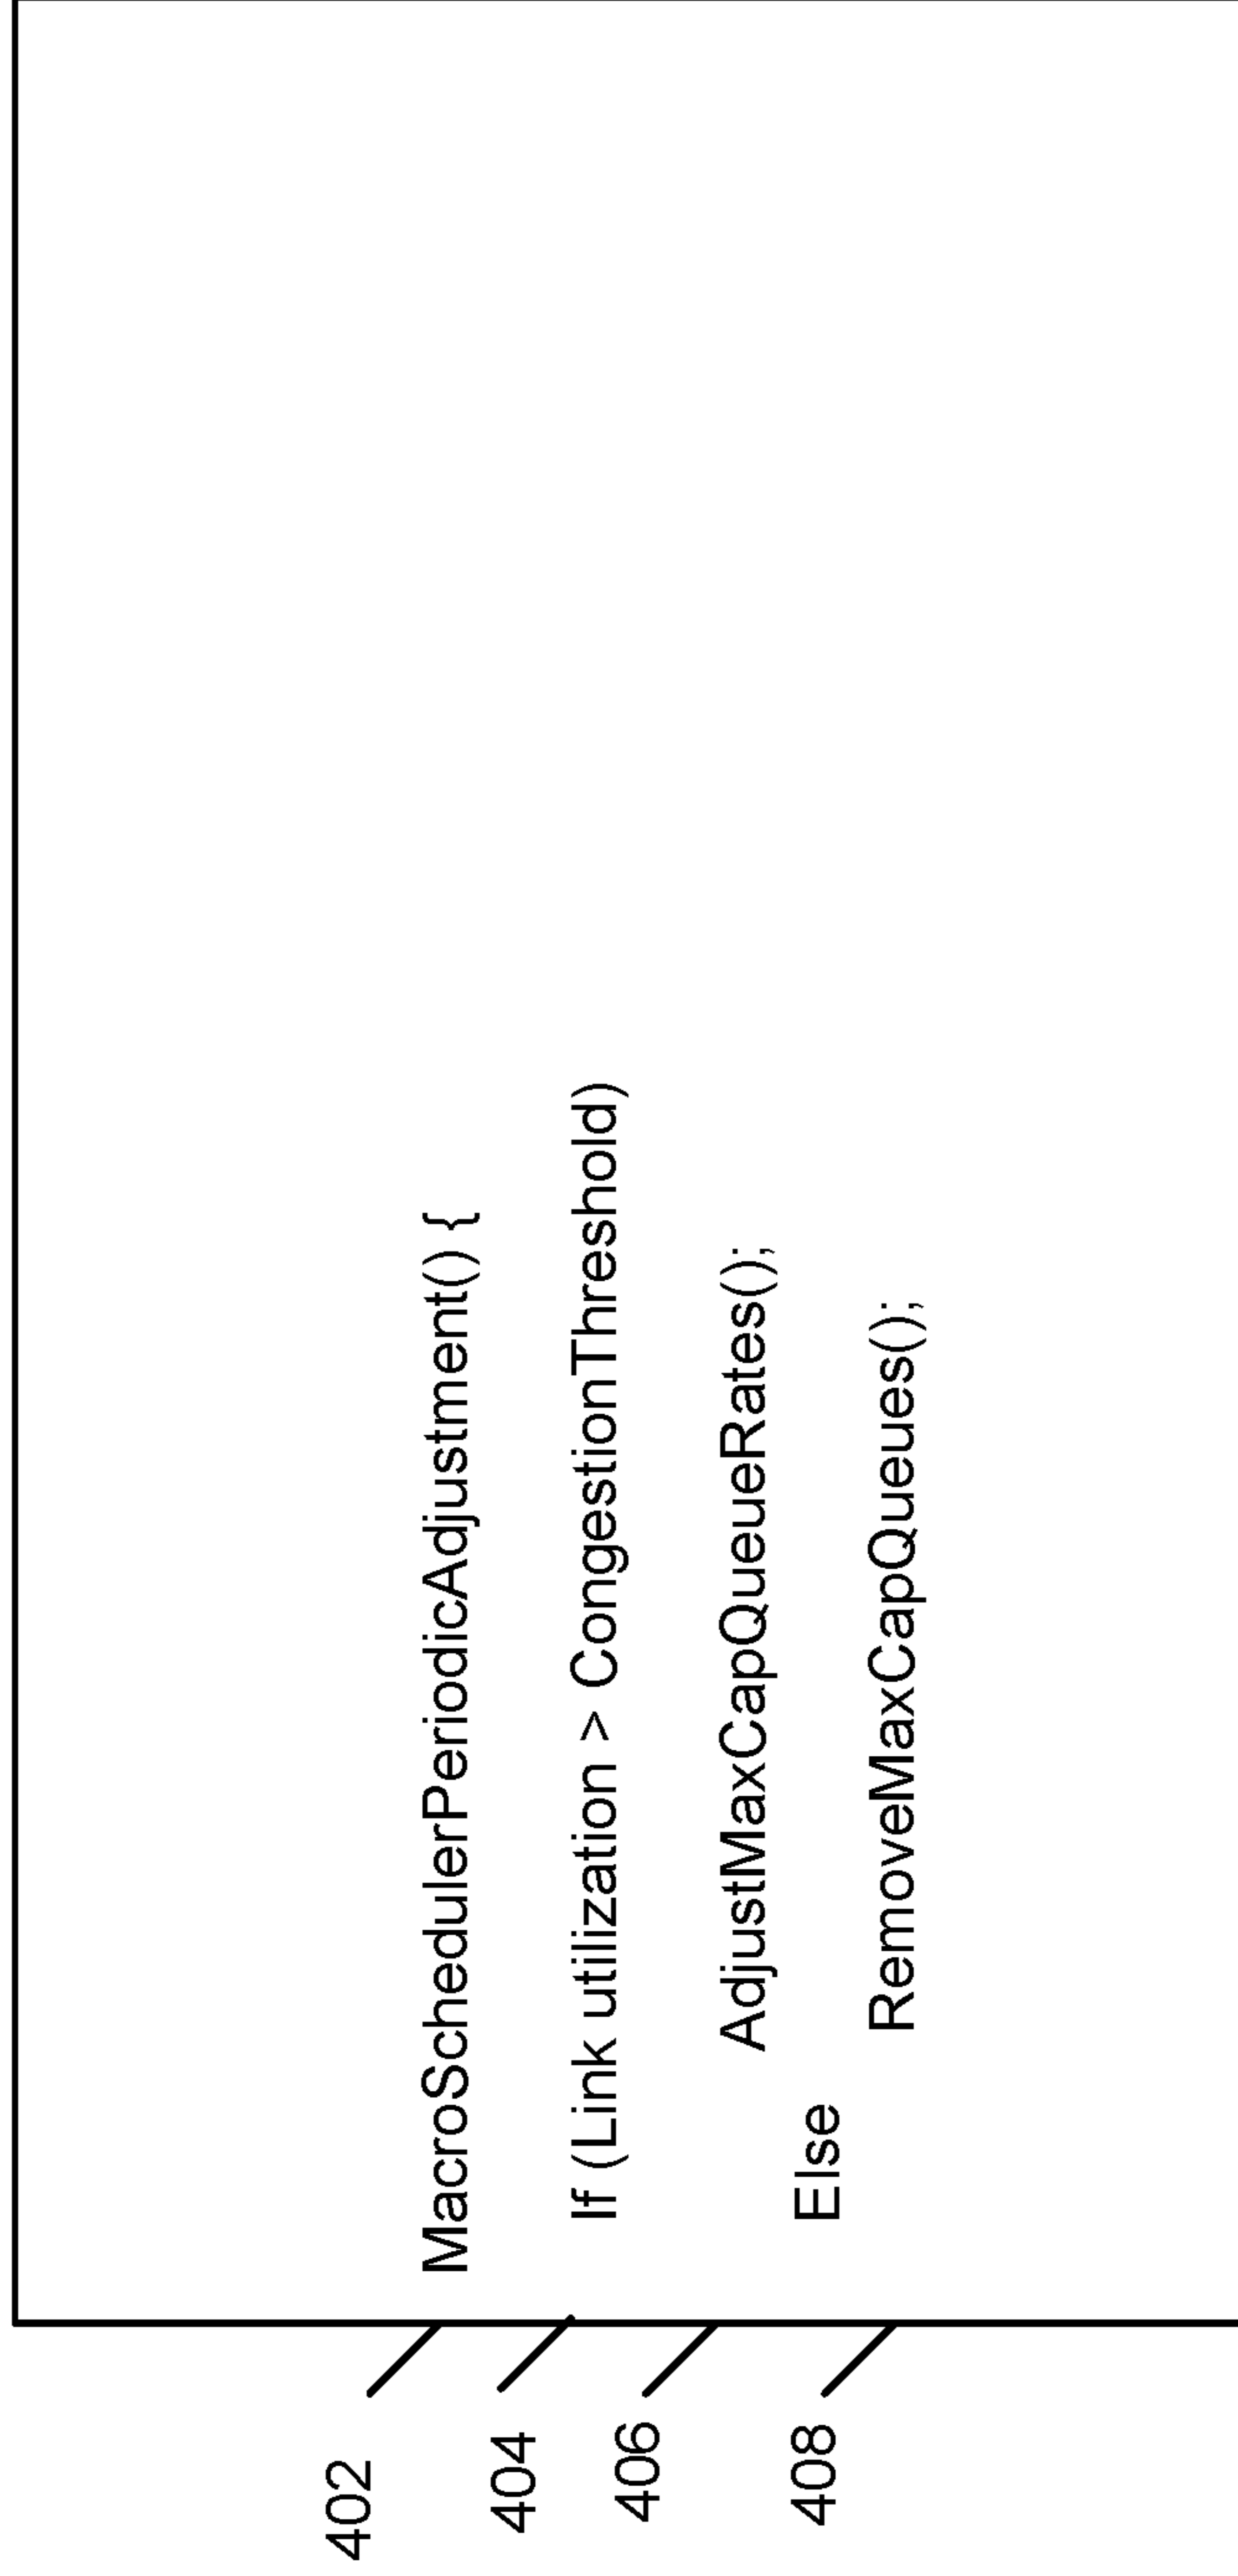 402
MacroSchedulerPeriodicAdjustment() {
404
If (Link utilization > CongestionThreshold)
406
AdjustMaxCapQueueRates();
Else
408
RemoveMaxCapQueues();